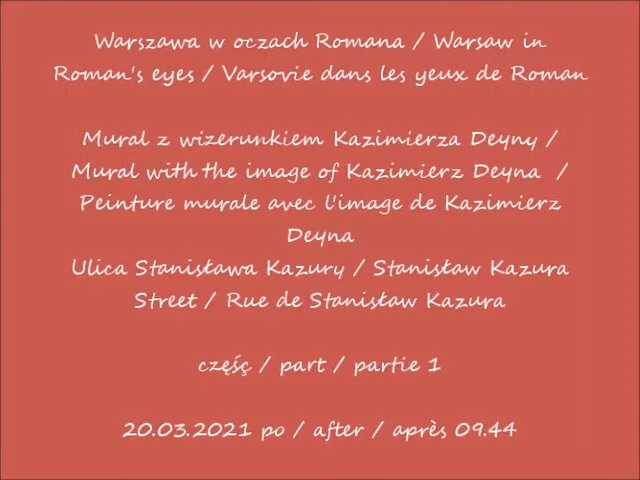 Warszawa w oczach Romana / Warsaw in
Roman's eyes / Varsovie dans les yeux de Roman
Mural z wizerunkiem Kazimierza Deyny /
Mural with the image of Kazimierz Deyna /
Peinture murale avec l'image de Kazimierz
Deyna
Ulica Stanisława Kazury / Stanisław Kazura
Street / Rue de Stanisław Kazura
częśç / part / partie 1
20.03.2021 po / after / après 09.44